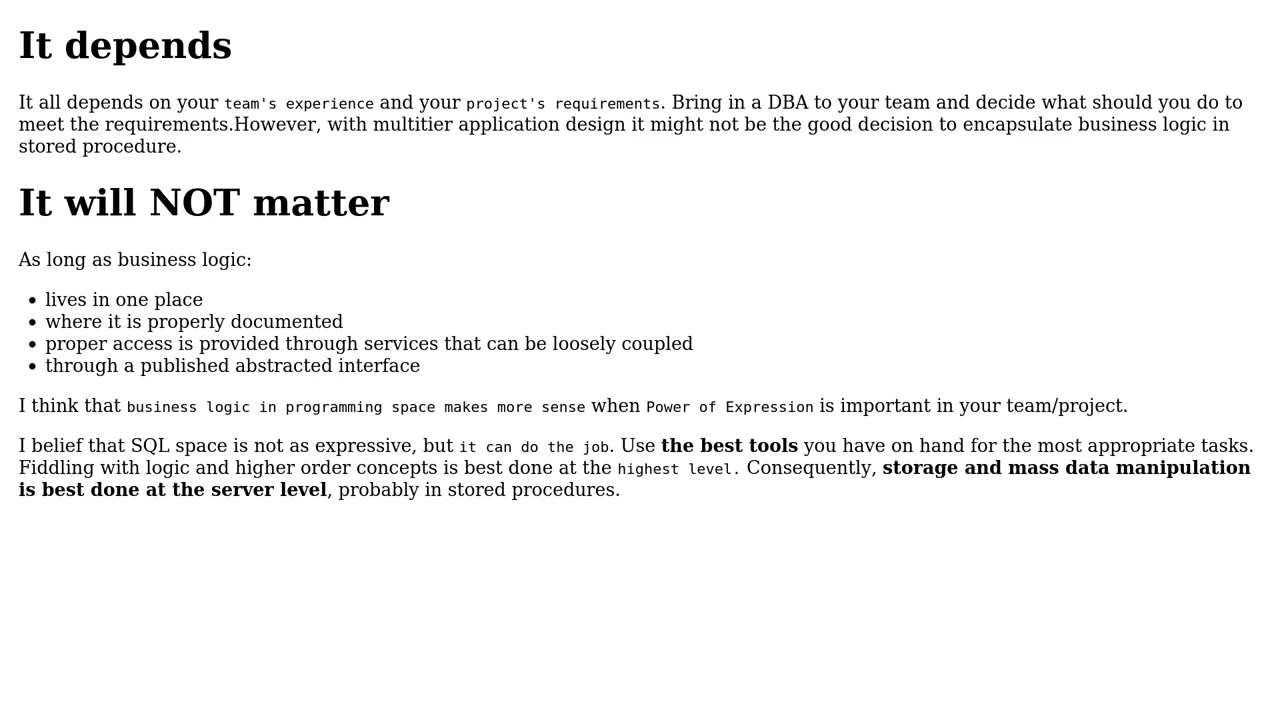 It depends
It all depends on your team's experience and your project's requirements. Bring in a DBA to your team and decide what should you do to
meet the requirements.However, with multitier application design it might not be the good decision to encapsulate business logic in
stored procedure.
It will NOT matter
As long as business logic:
• lives in one place
• where it is properly documented
• proper access is provided through services that can be loosely coupled
• through a published abstracted interface
I think that business logic in programming space makes more sense when Power of Expression is important in your team/project.
I belief that SQL space is not as expressive, but it can do the job. Use the best tools you have on hand for the most appropriate tasks.
Fiddling with logic and higher order concepts is best done at the highest level. Consequently, storage and mass data manipulation
is best done at the server level, probably in stored procedures.